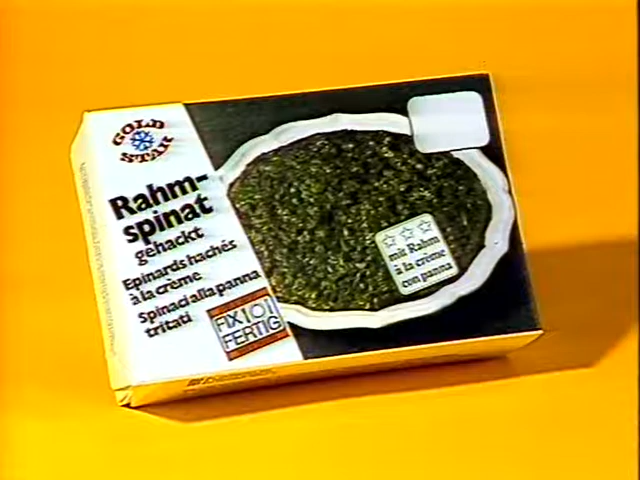 GOLD
STAR
Rahm-
spinat
gehackt
Epinards hachés
à la crème
Spinaci alla panna
tritati
FIX101
FERTIG
mit Rahm
à la crème
con panna